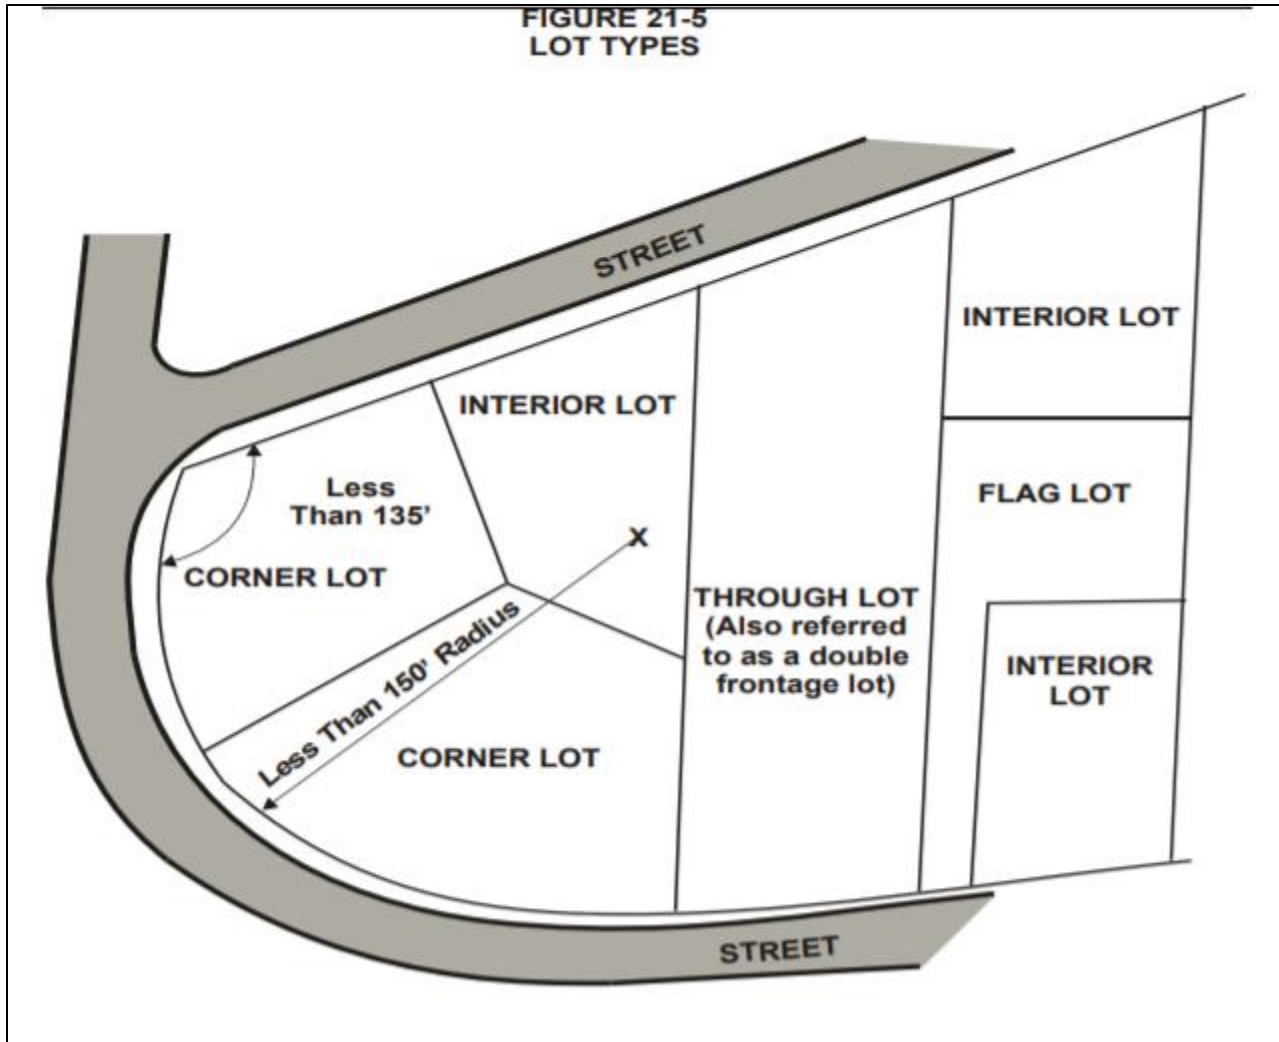 FIGURE 21-5
LOT TYPES
STREET
INTERIOR LOT
INTERIOR LOT
Less
Than 135’
FLAG LOT
X
CORNER LOT
THROUGH LOT
(Also referred
to as a double
frontage lot)
Less Than 150’ Radius
INTERIOR
LOT
CORNER LOT
STREET